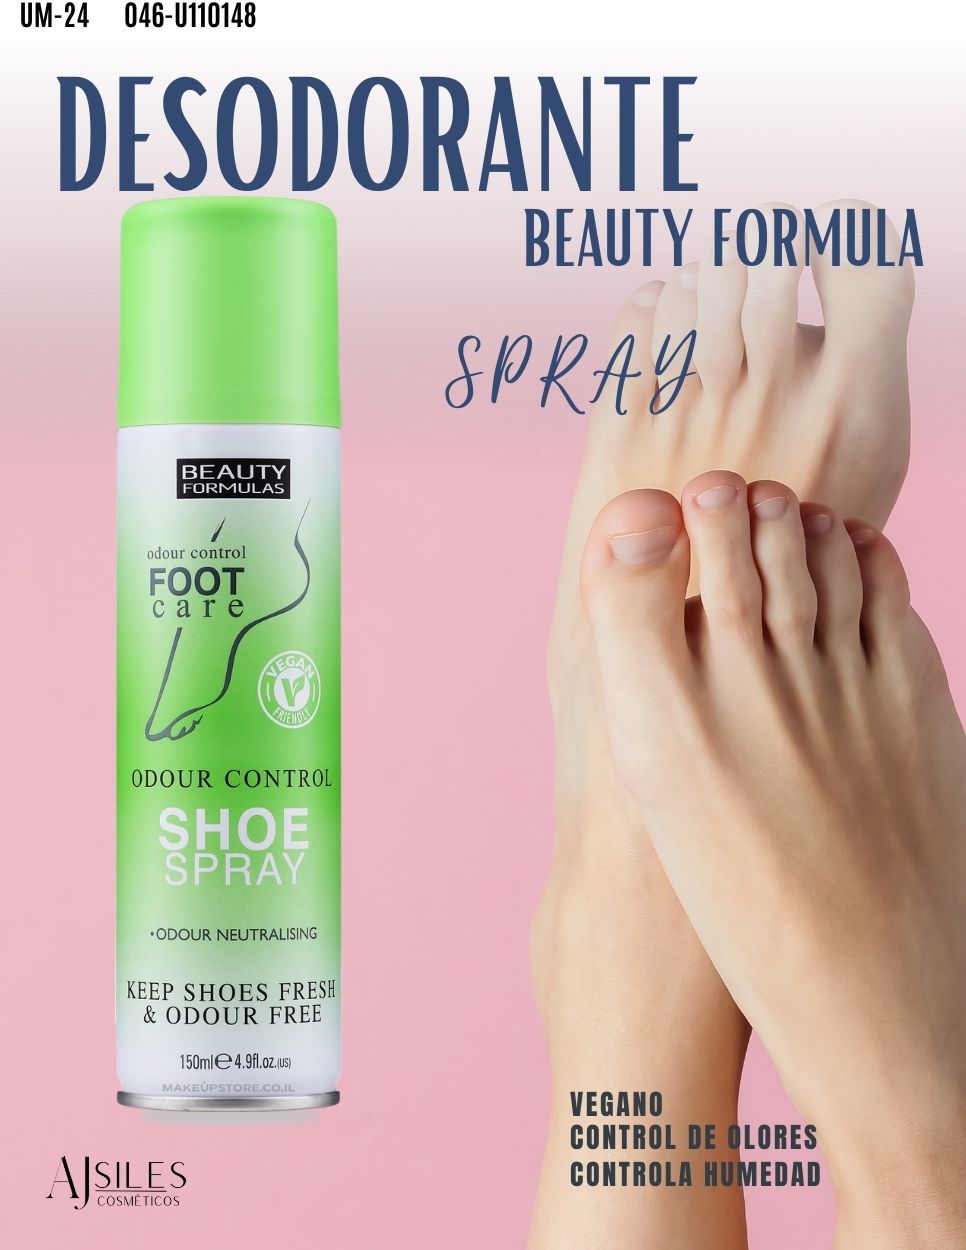 UM-24 046-U110148
DESODORANTE
BEAUTY FORMULA
SPRAY
BEAUTY
FORMULAS
odour control
FOOT
care
VEGAN
FRIENDLY
ODOUR CONTROL
SHOE
SPRAY
•ODOUR NEUTRALISING
KEEP SHOES FRESH
& ODOUR FREE
150ml℮4.9fl.oz.(US)
MAKEUPSTORE.CO.IL
VEGANO
CONTROL DE OLORES
CONTROLA HUMEDAD
AJSILES
COSMÉTICOS